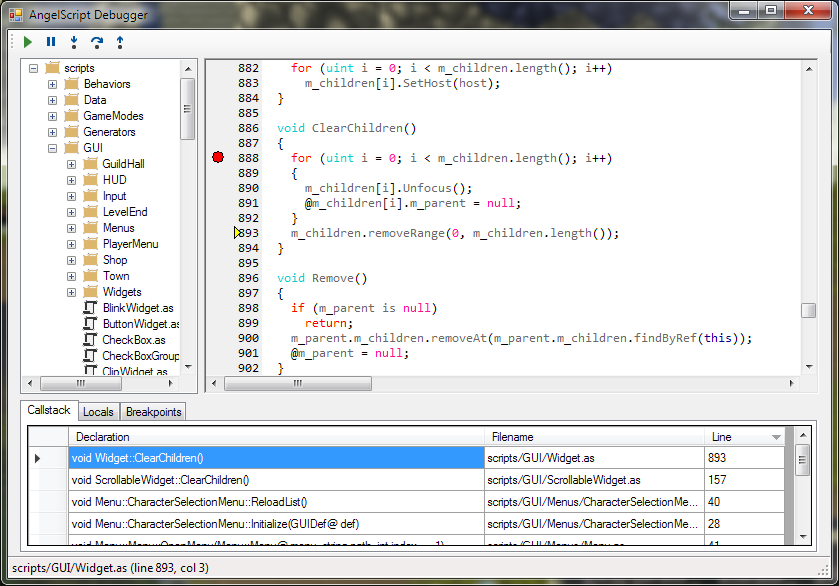 AngelScript Debugger
scripts
Behaviors
Data
GameModes
Generators
GUI
GuildHall
HUD
Input
LevelEnd
Menus
PlayerMenu
Shop
Town
Widgets
BlinkWidget.as
ButtonWidget.as
CheckBox.as
CheckBoxGroup
ClipWidget.as
882 for (uint i = 0; i < m_children.length(); i++)
883 m_children[i].SetHost(host);
884 }
885
886 void ClearChildren()
887 {
888 for (uint i = 0; i < m_children.length(); i++)
889 {
890 m_children[i].Unfocus();
891 @m_children[i].m_parent = null;
892 }
893 m_children.removeRange(0, m_children.length());
894 }
895
896 void Remove()
897 {
898 if (m_parent is null)
899 return;
900 m_parent.m_children.removeAt(m_parent.m_children.findByRef(this));
901 @m_parent = null;
902 }
Callstack Locals Breakpoints
Declaration Filename Line
void Widget::ClearChildren() scripts/GUI/Widget.as 893
void ScrollableWidget::ClearChildren() scripts/GUI/ScrollableWidget.as 157
void Menu::CharacterSelectionMenu::ReloadList() scripts/GUI/Menus/CharacterSelectionMe... 40
void Menu::CharacterSelectionMenu::Initialize(GUIDef@ def) scripts/GUI/Menus/CharacterSelectionMe... 28
scripts/GUI/Widget.as (line 893, col 3)